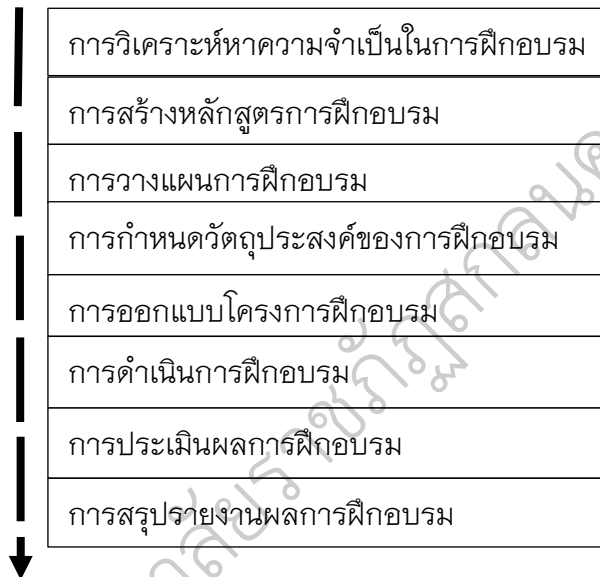 การวิเคราะห์หาความจำเป็นในการฝึกอบรม
การสร้างหลักสูตรการฝึกอบรม
การวางแผนการฝึกอบรม
การกำหนดวัตถุประสงค์ของการฝึกอบรม
การออกแบบโครงการฝึกอบรม
การดำเนินการฝึกอบรม
การประเมินผลการฝึกอบรม
การสรุปรายงานผลการฝึกอบรม